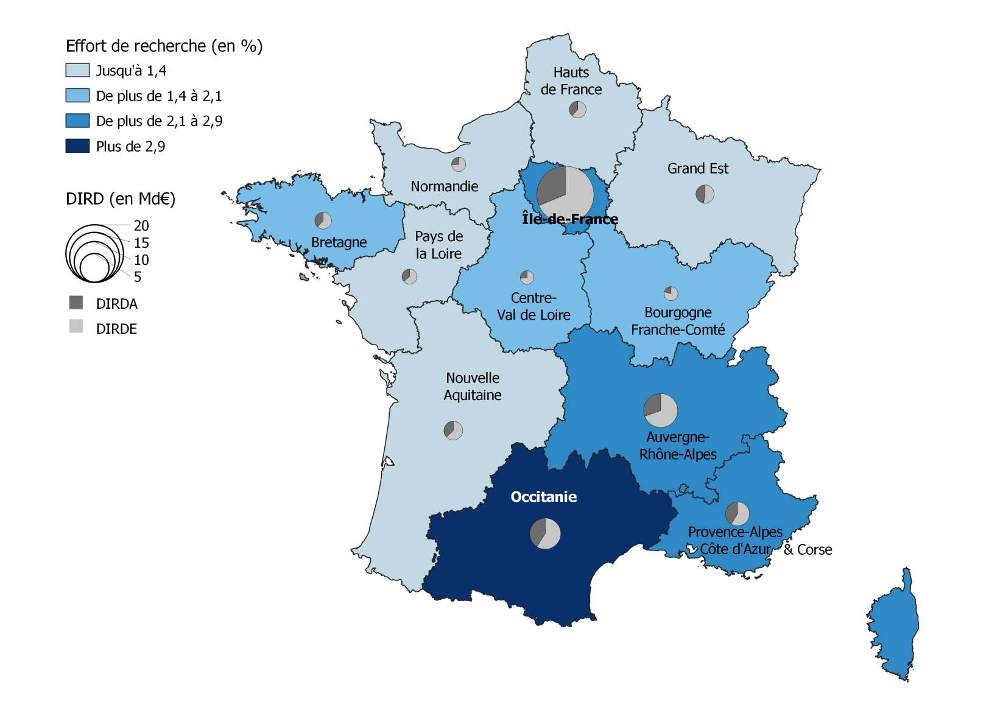 Effort de recherche (en %)
Jusqu'à 1,4
De plus de 1,4 à 2,1
De plus de 2,1 à 2,9
Plus de 2,9
DIRD (en Md€)
20
15
10
5
DIRDA
DIRDE
Hauts
de France
Grand Est
Normandie
Île-de-France
Bretagne
Pays de
la Loire
Centre-
Val de Loire
Bourgogne
Franche-Comté
Nouvelle
Aquitaine
Auvergne-
Rhône-Alpes
Occitanie
Provence-Alpes
Côte d'Azur & Corse